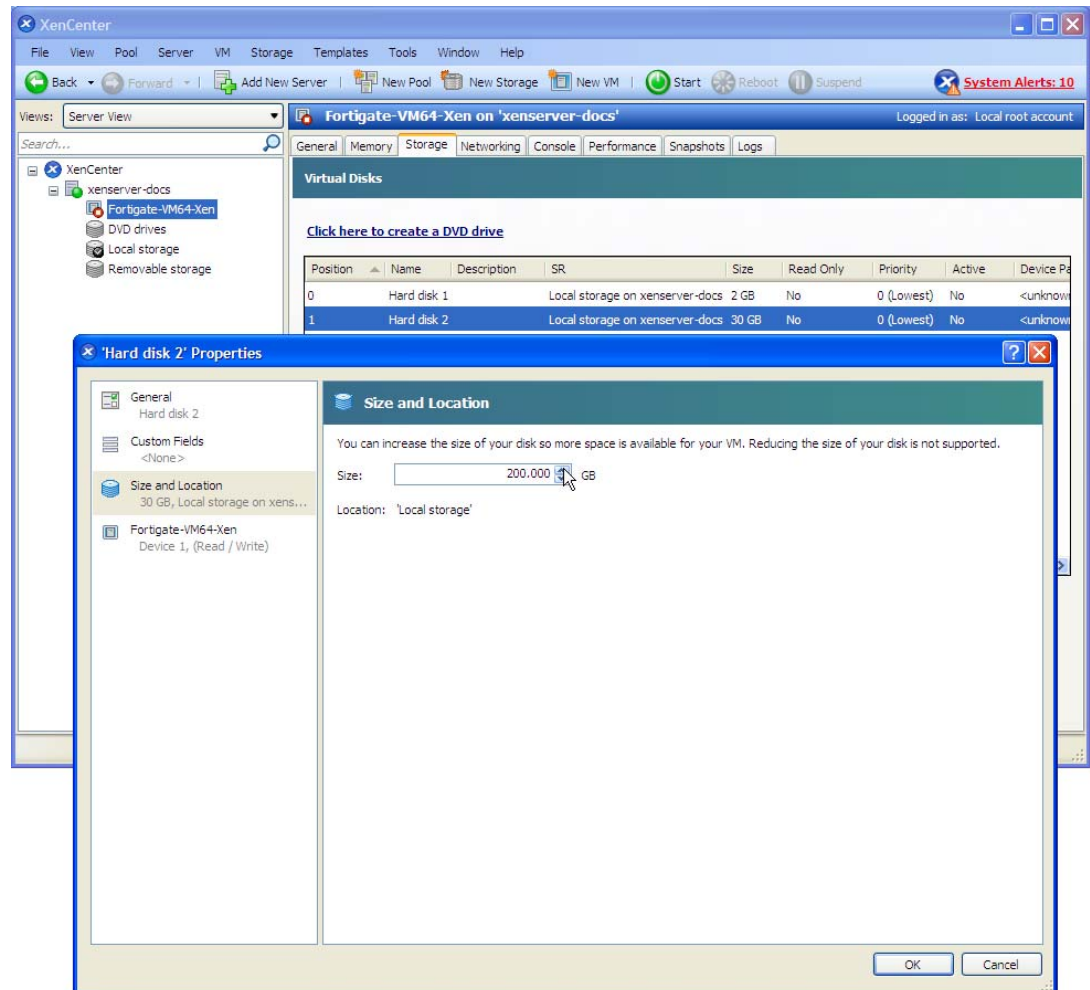 XenCenter
File View Pool Server VM Storage Templates Tools Window Help
Back Forward Add New Server New Pool New Storage New VM Start Reboot Suspend System Alerts: 10
Views: Server View
Search...
XenCenter
xenserver-docs
Fortigate-VM64-Xen
DVD drives
Local storage
Removable storage
Fortigate-VM64-Xen on 'xenserver-docs' Logged in as: Local root account
General Memory Storage Networking Console Performance Snapshots Logs
Virtual Disks
Click here to create a DVD drive
Position Name Description SR Size Read Only Priority Active Device Pa
0 Hard disk 1 Local storage on xenserver-docs 2 GB No 0 (Lowest) No <unknown
1 Hard disk 2 Local storage on xenserver-docs 30 GB No 0 (Lowest) No <unknown
'Hard disk 2' Properties
General
Hard disk 2
Custom Fields
<None>
Size and Location
30 GB, Local storage on xens...
Fortigate-VM64-Xen
Device 1, (Read / Write)
Size and Location
You can increase the size of your disk so more space is available for your VM. Reducing the size of your disk is not supported.
Size: 200.000 GB
Location: 'Local storage'
OK Cancel